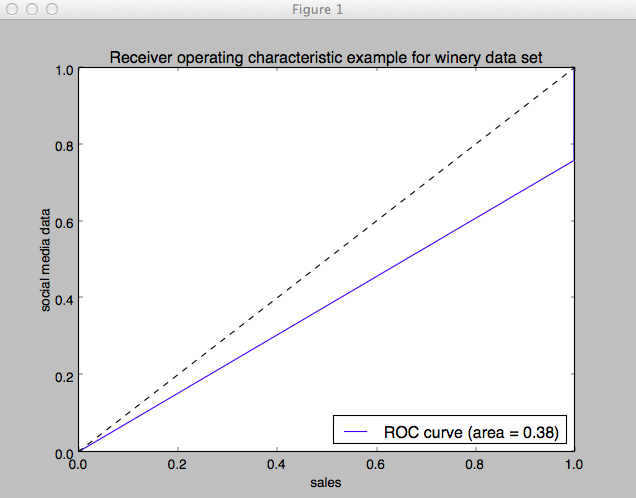 Figure 1
Receiver operating characteristic example for winery data set
1.0
0.8
0.6
0.4
0.2
0.0
social media data
0.0 0.2 0.4 0.6 0.8 1.0
sales
ROC curve (area = 0.38)